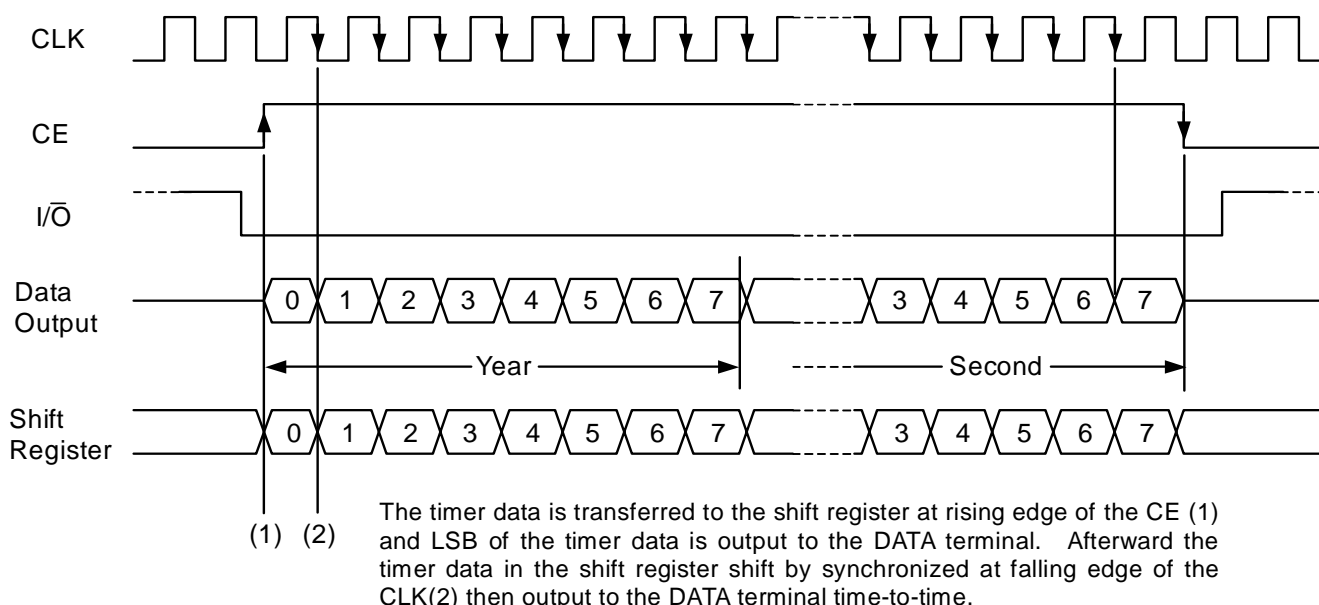 CLK
CE
I/O̅
Data
Output
0 1 2 3 4 5 6 7 3 4 5 6 7
Year Second
Shift
Register
0 1 2 3 4 5 6 7 3 4 5 6 7
(1) (2)
The timer data is transferred to the shift register at rising edge of the CE (1)
and LSB of the timer data is output to the DATA terminal. Afterward the
timer data in the shift register shift by synchronized at falling edge of the
CLK(2) then output to the DATA terminal time-to-time.